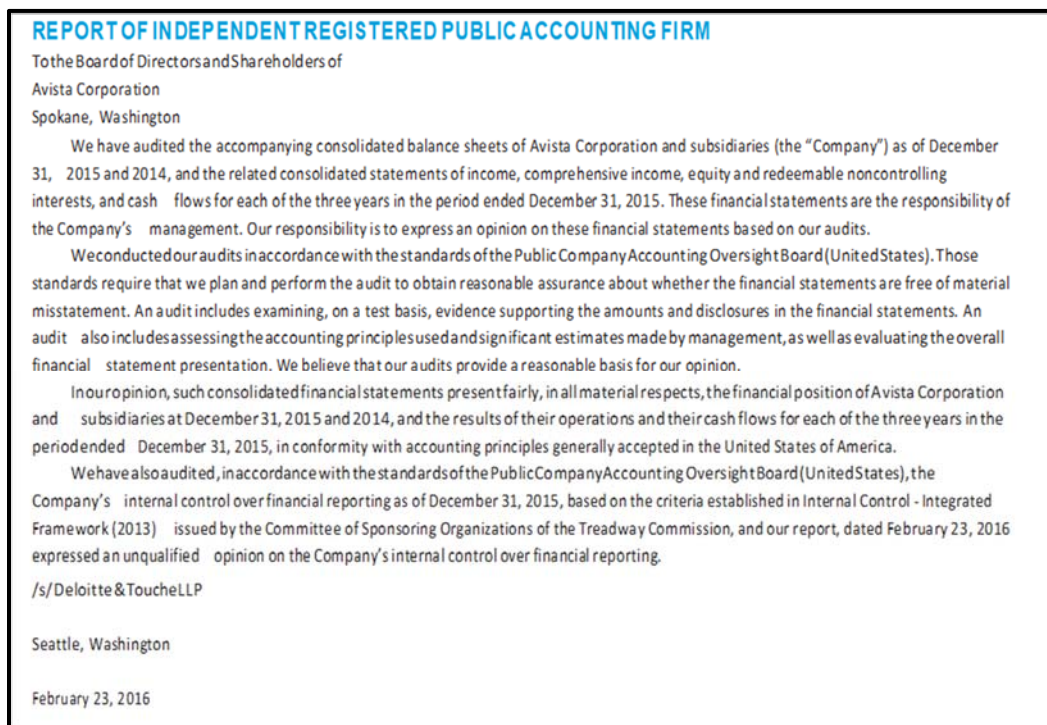 REPORT OF INDEPENDENT REGISTERED PUBLIC ACCOUNTING FIRM
To the Board of Directors and Shareholders of
Avista Corporation
Spokane, Washington
We have audited the accompanying consolidated balance sheets of Avista Corporation and subsidiaries (the “Company”) as of December
31, 2015 and 2014, and the related consolidated statements of income, comprehensive income, equity and redeemable noncontrolling
interests, and cash flows for each of the three years in the period ended December 31, 2015. These financial statements are the responsibility of
the Company’s management. Our responsibility is to express an opinion on these financial statements based on our audits.
We conducted our audits in accordance with the standards of the Public Company Accounting Oversight Board (United States). Those
standards require that we plan and perform the audit to obtain reasonable assurance about whether the financial statements are free of material
misstatement. An audit includes examining, on a test basis, evidence supporting the amounts and disclosures in the financial statements. An
audit also includes assessing the accounting principles used and significant estimates made by management, as well as evaluating the overall
financial statement presentation. We believe that our audits provide a reasonable basis for our opinion.
In our opinion, such consolidated financial statements present fairly, in all material respects, the financial position of Avista Corporation
and subsidiaries at December 31, 2015 and 2014, and the results of their operations and their cash flows for each of the three years in the
period ended December 31, 2015, in conformity with accounting principles generally accepted in the United States of America.
We have also audited, in accordance with the standards of the Public Company Accounting Oversight Board (United States), the
Company’s internal control over financial reporting as of December 31, 2015, based on the criteria established in Internal Control - Integrated
Framework (2013) issued by the Committee of Sponsoring Organizations of the Treadway Commission, and our report, dated February 23, 2016
expressed an unqualified opinion on the Company’s internal control over financial reporting.
/s/ Deloitte & Touche LLP
Seattle, Washington
February 23, 2016